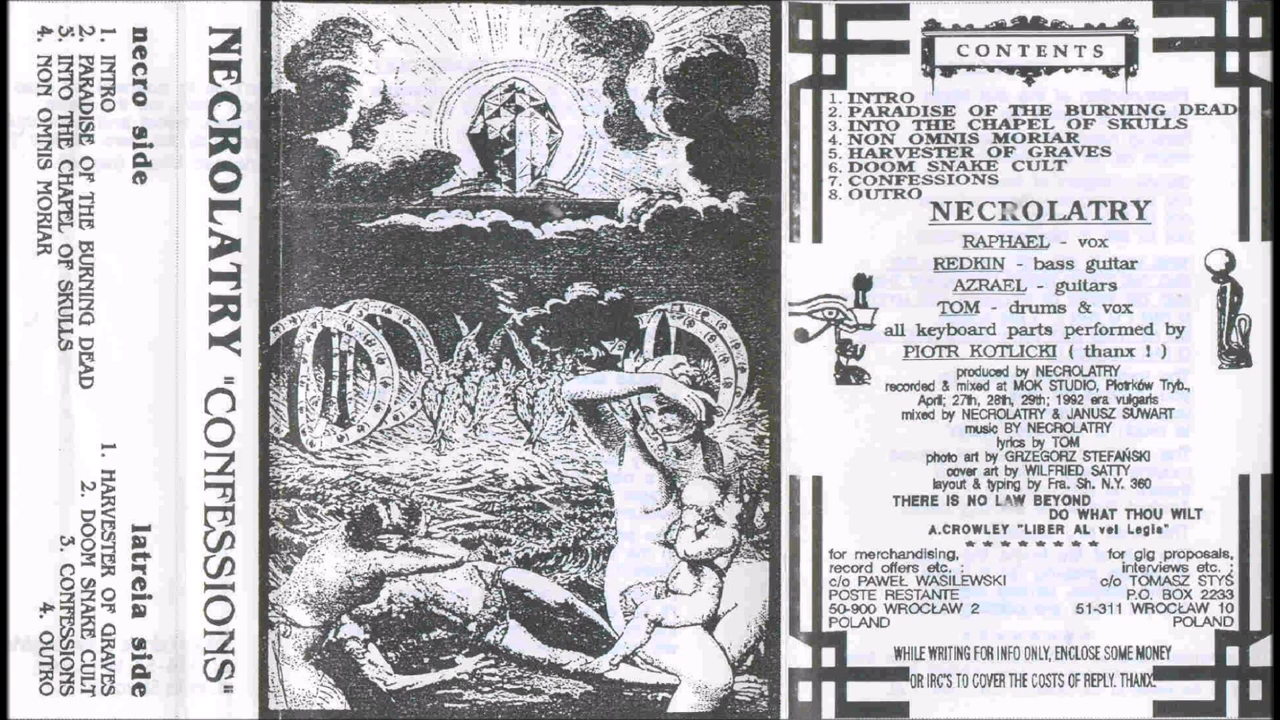 necro side
1. INTRO
2. PARADISE OF THE BURNING DEAD
3. INTO THE CHAPEL OF SKULLS
4. NON OMNIS MORIAR
latreia side
1. HARVESTER OF GRAVES
2. DOOM SNAKE CULT
3. CONFESSIONS
4. OUTRO
NECROLATRY "CONFESSIONS"
CONTENTS
1. INTRO
2. PARADISE OF THE BURNING DEAD
3. INTO THE CHAPEL OF SKULLS
4. NON OMNIS MORIAR
5. HARVESTER OF GRAVES
6. DOOM SNAKE CULT
7. CONFESSIONS
8. OUTRO
NECROLATRY
RAPHAEL - vox
REDKIN - bass guitar
AZRAEL - guitars
TOM - drums & vox
all keyboard parts performed by
PIOTR KOTLICKI ( thanx ! )
produced by NECROLATRY
recorded & mixed at MOK STUDIO, Piotrków Tryb.,
April; 27th, 28th, 29th; 1992 era vulgaris
mixed by NECROLATRY & JANUSZ SUWART
music BY NECROLATRY
lyrics by TOM
photo art by GRZEGORZ STEFAŃSKI
cover art by WILFRIED SATTY
layout & typing by Fra. Sh. N.Y. 360
THERE IS NO LAW BEYOND
DO WHAT THOU WILT
A.CROWLEY "LIBER AL vel Legis"
* * * * * * * *
for merchandising,
record offers etc. :
c/o PAWEŁ WASILEWSKI
POSTE RESTANTE
50-900 WROCŁAW 2
POLAND
for gig proposals,
interviews etc. :
c/o TOMASZ STYŚ
P.O. BOX 2233
51-311 WROCŁAW 10
POLAND
WHILE WRITING FOR INFO ONLY, ENCLOSE SOME MONEY
OR IRC'S TO COVER THE COSTS OF REPLY. THANX.